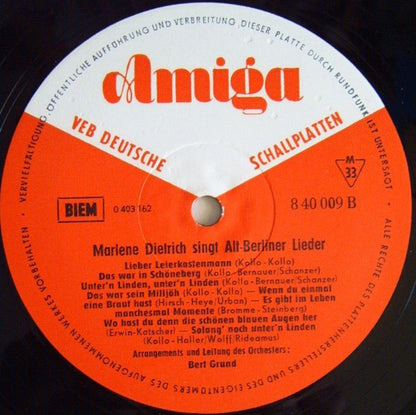 VERVIELFÄLTIGUNG, ÖFFENTLICHE AUFFÜHRUNG UND VERBREITUNG DIESER PLATTE DURCH RUNDFUNK IST UNTERSAGT • ALLE RECHTE DES PLATTENHERSTELLERS UND DES EIGENTÜMERS DES AUFGENOMMENEN WERKES VORBEHALTEN •
Amiga
VEB DEUTSCHE SCHALLPLATTEN
M
33
BIEM 0 403 162 8 40 009 B
Marlene Dietrich singt Alt-Berliner Lieder
Lieber Leierkastenmann (Kollo-Kollo)
Das war in Schöneberg (Kollo-Bernauer/Schanzer)
Unter'n Linden, unter'n Linden (Kollo-Bernauer/Schanzer)
Das war sein Milljöh (Kollo-Kollo) — Wenn du einmal
eine Braut hast (Hirsch-Heye/Urban) — Es gibt im Leben
manchesmal Momente (Bromme-Steinberg)
Wo hast du denn die schönen blauen Augen her
(Erwin-Katscher) — Solang' noch unter'n Linden
(Kollo-Haller/Wolff/Rideamus)
Arrangements und Leitung des Orchesters:
Bert Grund